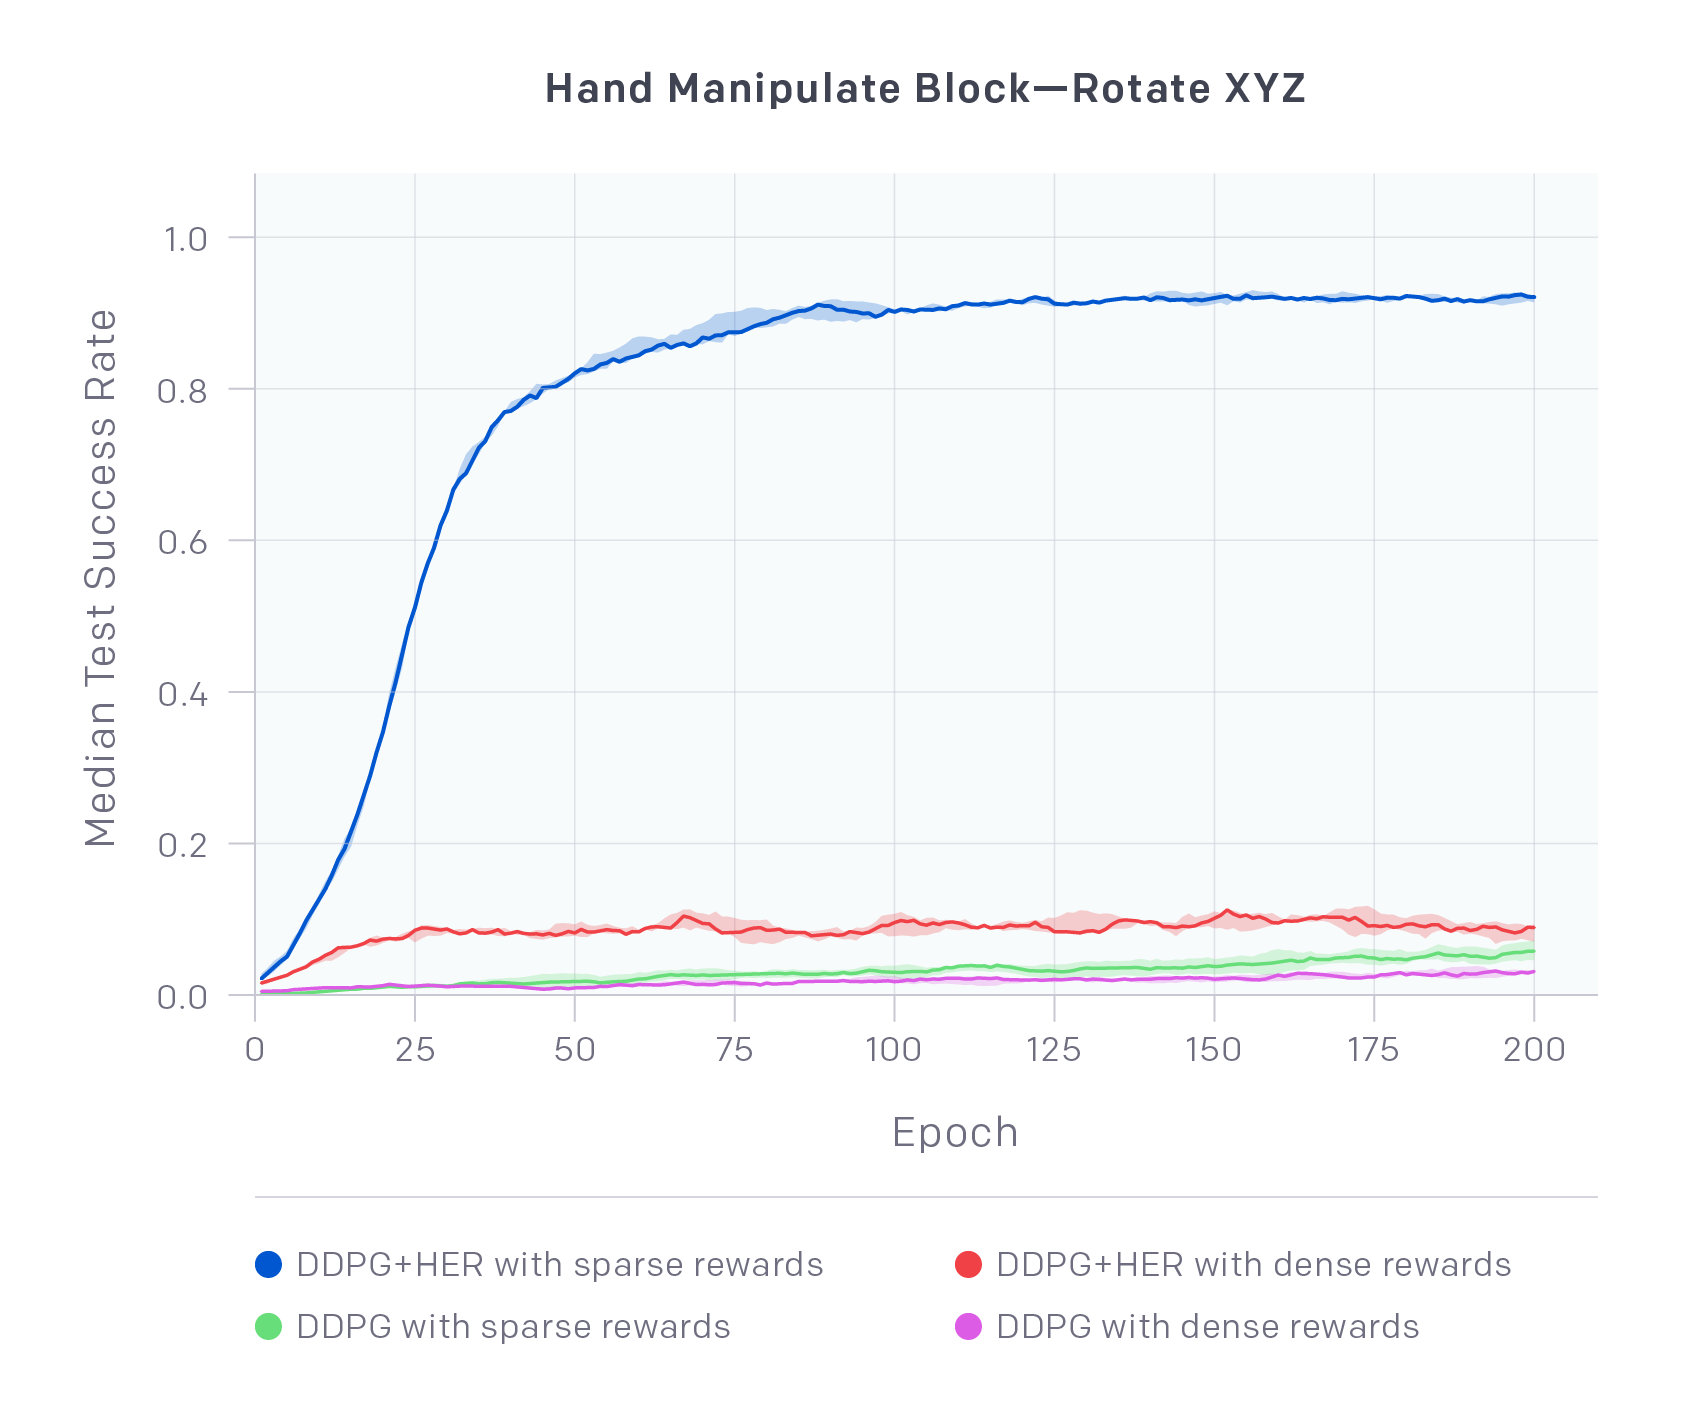 Hand Manipulate Block—Rotate XYZ
Median Test Success Rate
1.0
0.8
0.6
0.4
0.2
0.0
0 25 50 75 100 125 150 175 200
Epoch
DDPG+HER with sparse rewards
DDPG+HER with dense rewards
DDPG with sparse rewards
DDPG with dense rewards